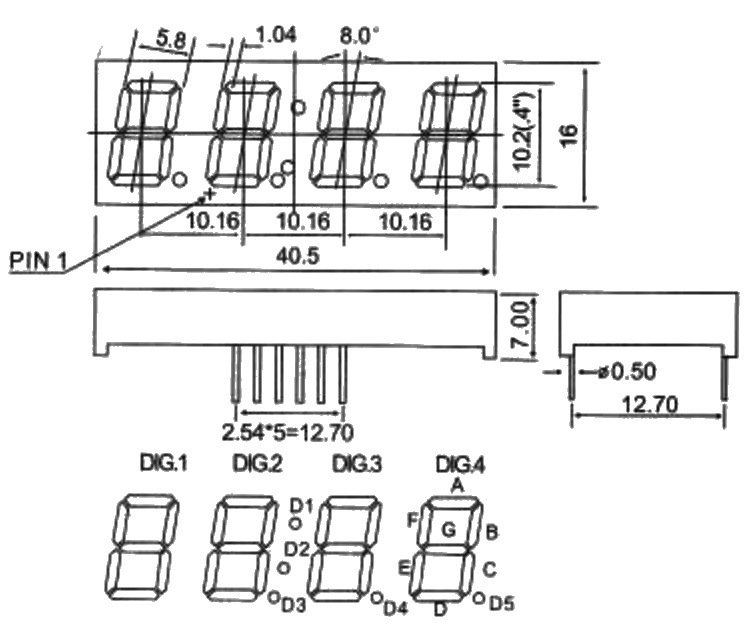 5.8 1.04 8.0°
10.2(.4") 16
10.16 10.16 10.16
PIN 1
40.5
7.00
ø0.50
12.70
2.54*5=12.70
DIG.1 DIG.2 DIG.3 DIG.4
A
D1
F G B
D2
E C
D3 D4 D D5